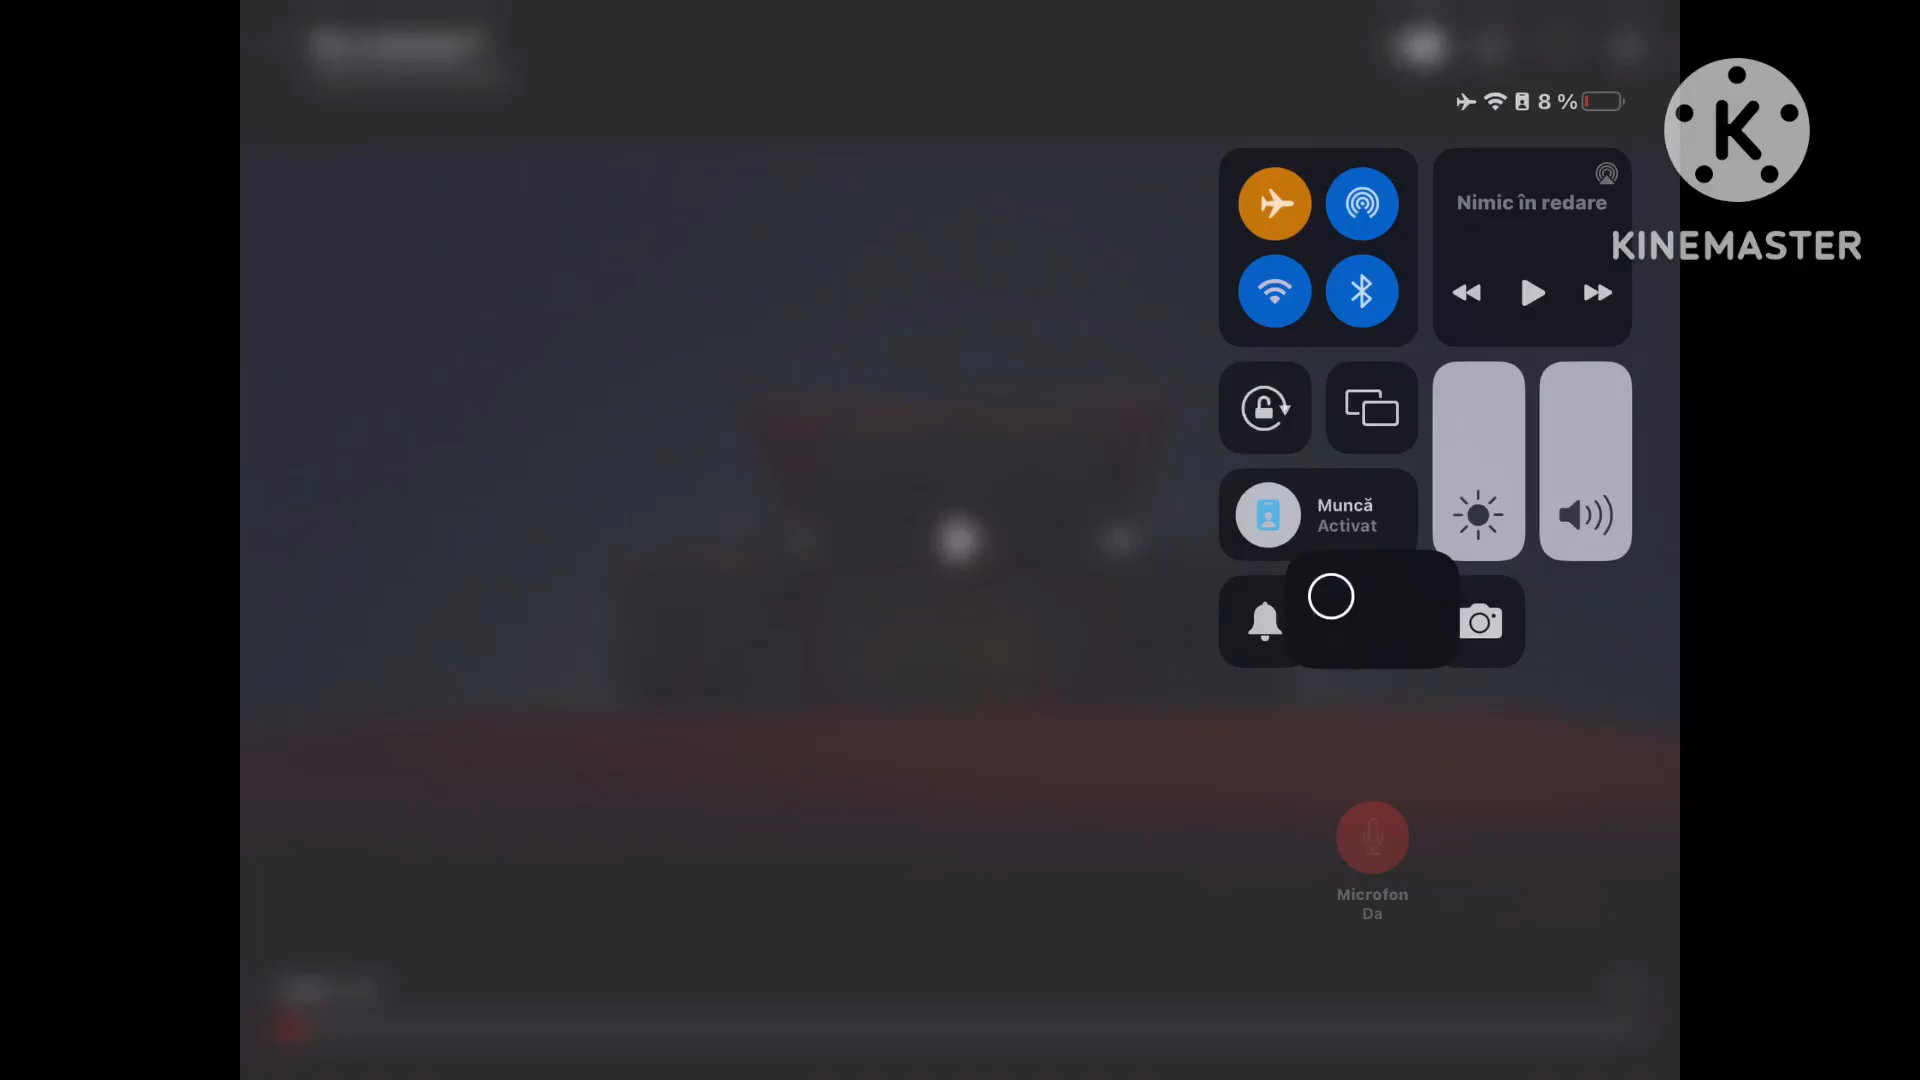 8 %
Nimic în redare
K
KINEMASTER
Muncă
Activat
Microfon
Da